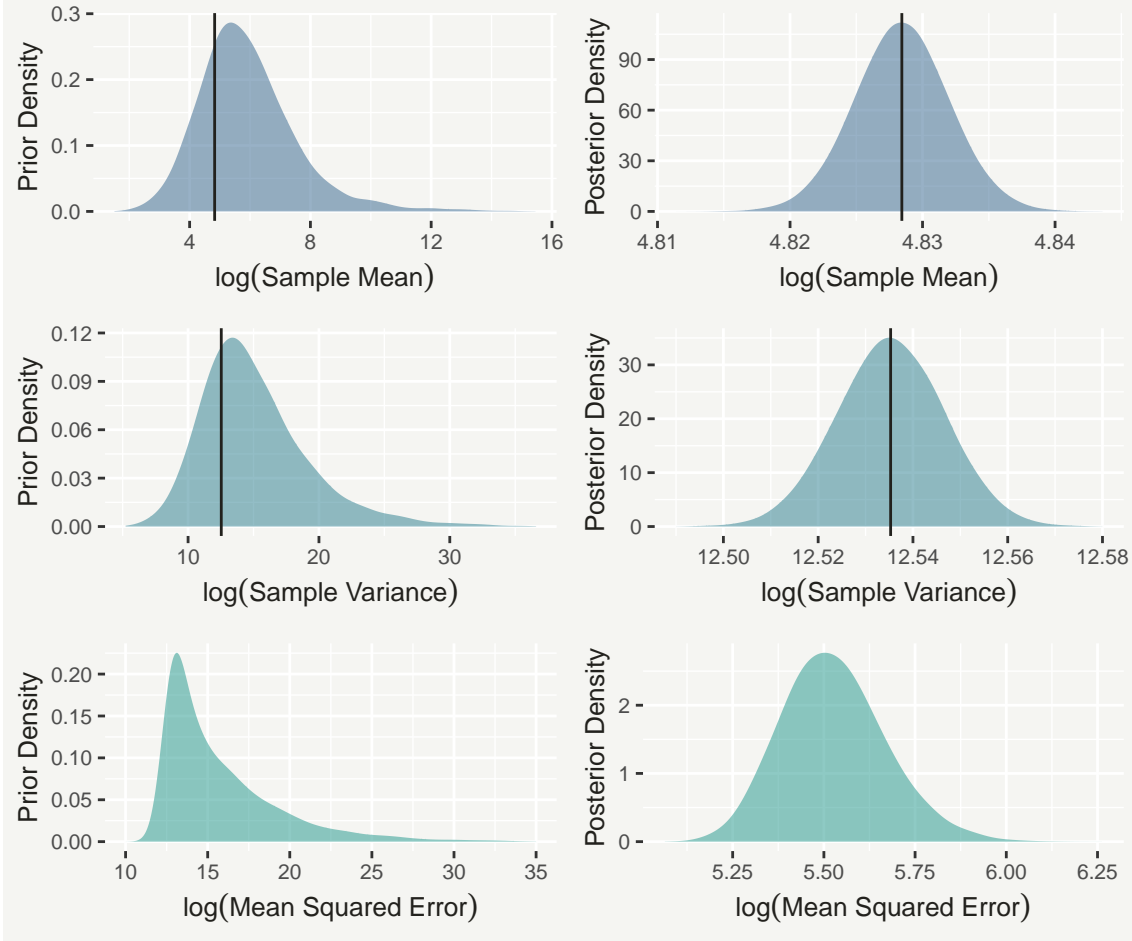 Prior Density
0.3
0.2
0.1
0.0
4 8 12 16
log(Sample Mean)
Posterior Density
90
60
30
0
4.81 4.82 4.83 4.84
log(Sample Mean)
Prior Density
0.12
0.09
0.06
0.03
0.00
10 20 30
log(Sample Variance)
Posterior Density
30
20
10
0
12.50 12.52 12.54 12.56 12.58
log(Sample Variance)
Prior Density
0.20
0.15
0.10
0.05
0.00
10 15 20 25 30 35
log(Mean Squared Error)
Posterior Density
2
1
0
5.25 5.50 5.75 6.00 6.25
log(Mean Squared Error)